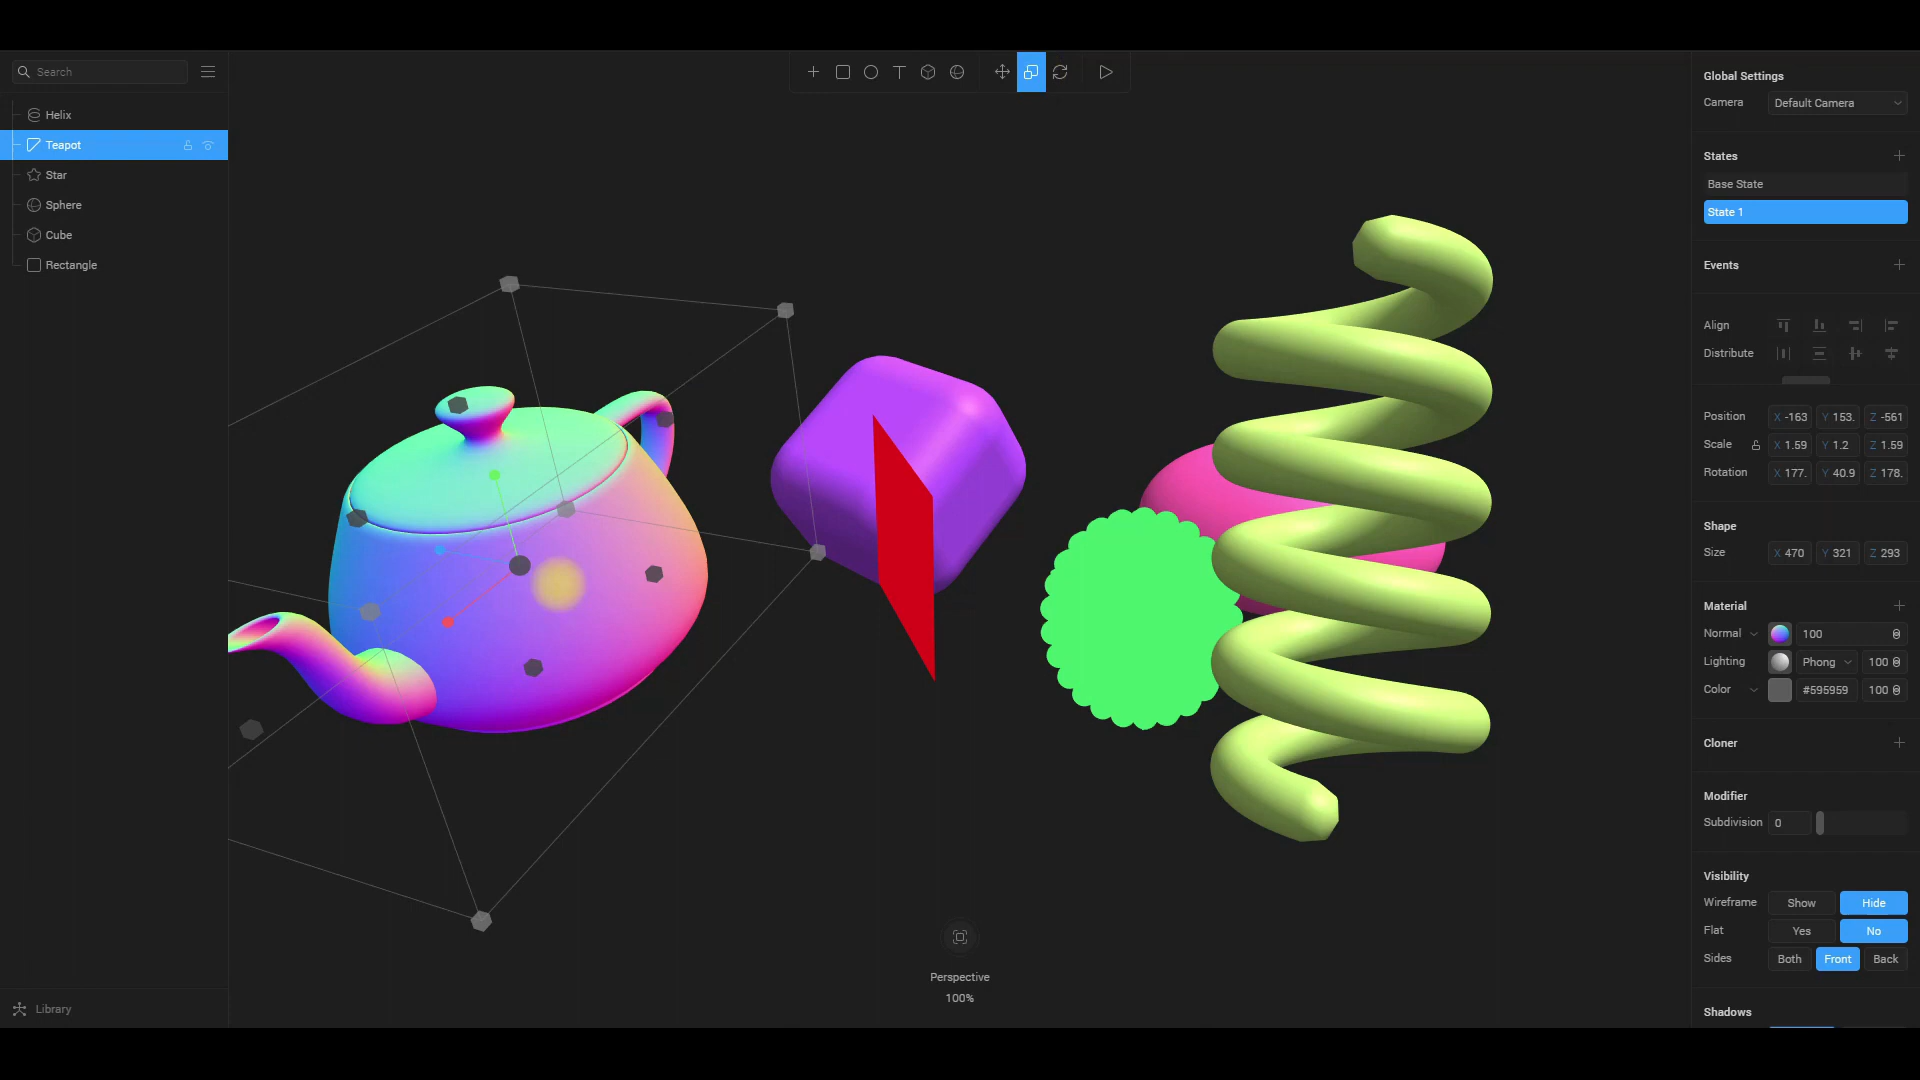 Search
Helix
Teapot
Star
Sphere
Cube
Rectangle
Library
Perspective
100%
Global Settings
Camera Default Camera
States
Base State
State 1
Events
Align
Distribute
Position X -163 Y 153. Z -561
Scale X 1.59 Y 1.2 Z 1.59
Rotation X 177. Y 40.9 Z 178.
Shape
Size X 470 Y 321 Z 293
Material
Normal 100
Lighting Phong 100
Color #595959 100
Cloner
Modifier
Subdivision 0
Visibility
Wireframe Show Hide
Flat Yes No
Sides Both Front Back
Shadows